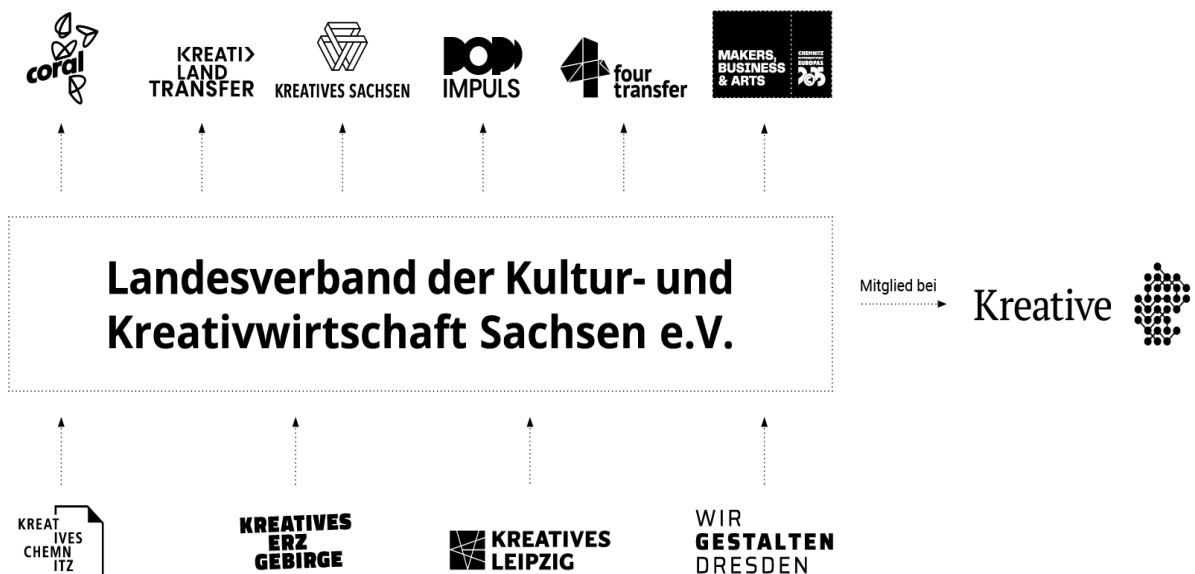 coral
KREATI>
LAND
TRANSFER
KREATIVES SACHSEN
POP
IMPULS
four
transfer
MAKERS,
BUSINESS
& ARTS
CHEMNITZ
EUROPAS
2025
Landesverband der Kultur- und
Kreativwirtschaft Sachsen e.V.
Mitglied bei
Kreative
KREAT
IVES
CHEMN
ITZ
KREATIVES
ERZ
GEBIRGE
KREATIVES
LEIPZIG
WIR
GESTALTEN
DRESDEN